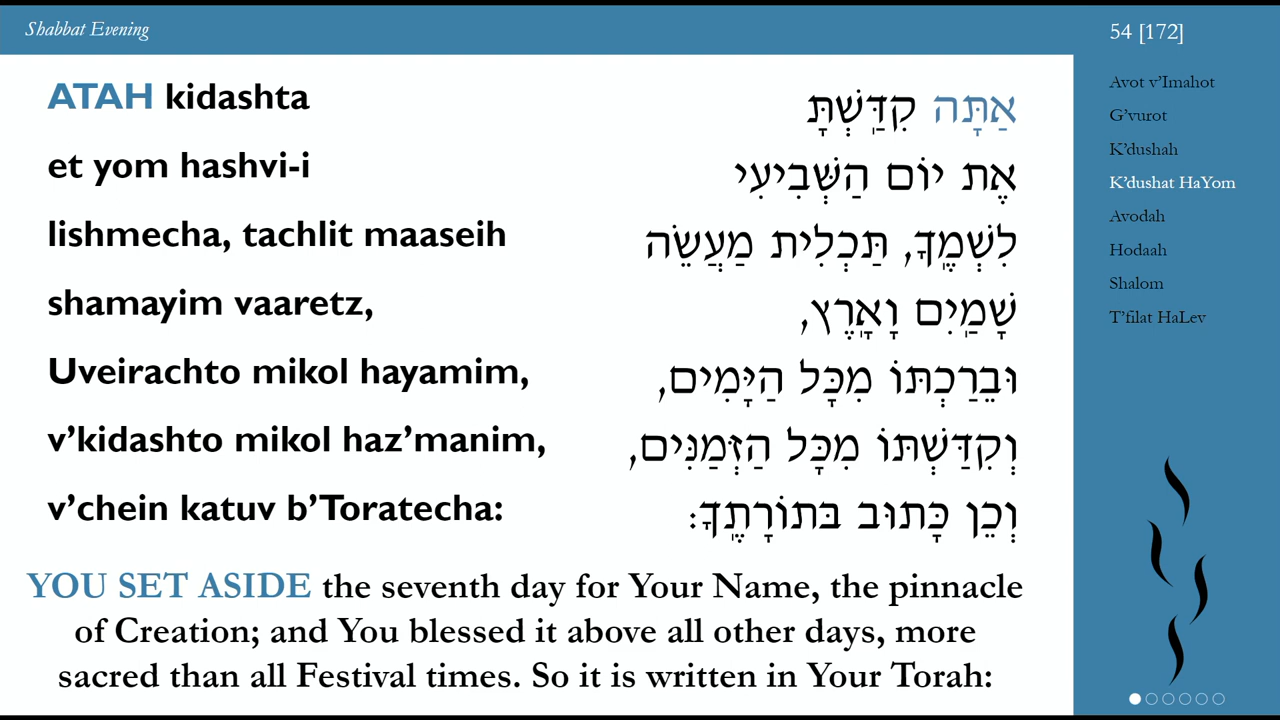 Shabbat Evening
54 [172]
ATAH kidashta
et yom hashvi-i
lishmecha, tachlit maaseih
shamayim vaaretz,
Uveirachto mikol hayamim,
v’kidashto mikol haz’manim,
v’chein katuv b’Toratecha:
אַתָּה קִדַּֽשְׁתָּ
אֶת יוֹם הַשְּׁבִיעִי
לִשְׁמֶֽךָ, תַּכְלִית מַעֲשֵׂה
שָׁמַֽיִם וָאָֽרֶץ,
וּבֵרַכְתּוֹ מִכָּל הַיָּמִים,
וְקִדַּשְׁתּוֹ מִכָּל הַזְּמַנִּים,
וְכֵן כָּתוּב בּתוֹרָתֶֽךָ:
YOU SET ASIDE the seventh day for Your Name, the pinnacle
of Creation; and You blessed it above all other days, more
sacred than all Festival times. So it is written in Your Torah:
Avot v’Imahot
G’vurot
K’dushah
K’dushat HaYom
Avodah
Hodaah
Shalom
T’filat HaLev